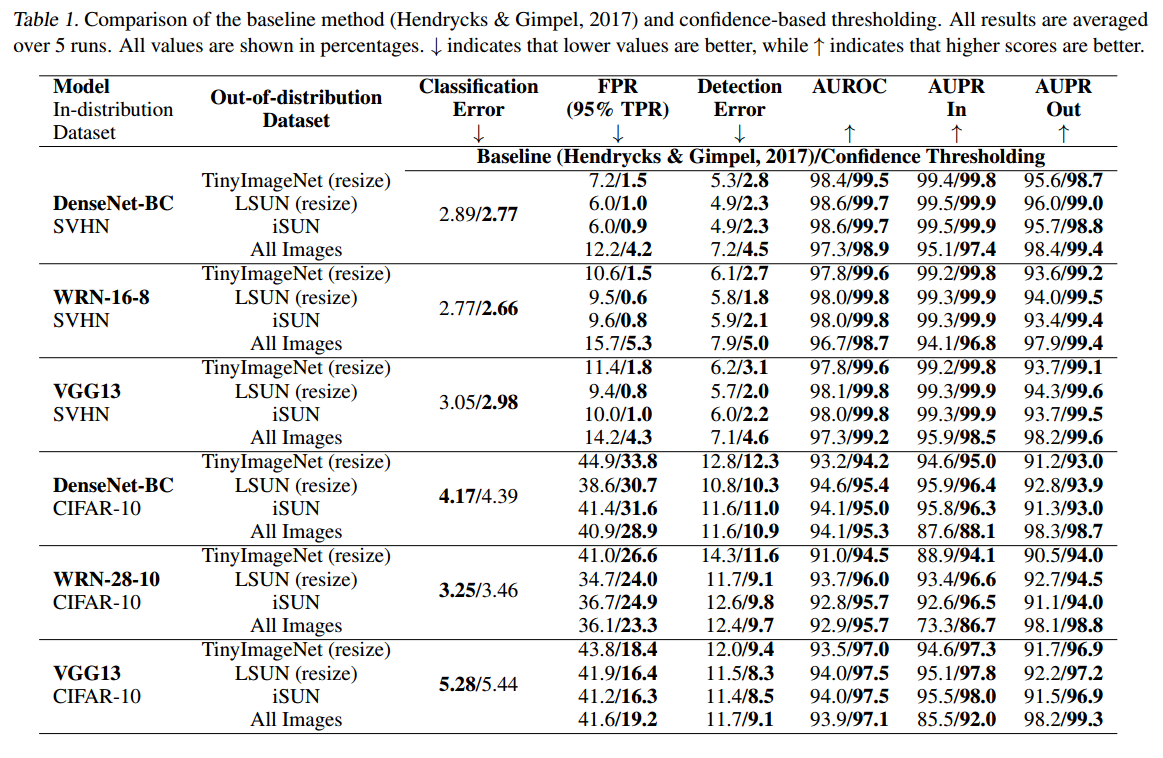 Table 1. Comparison of the baseline method (Hendrycks & Gimpel, 2017) and confidence-based thresholding. All results are averaged
over 5 runs. All values are shown in percentages. ↓ indicates that lower values are better, while ↑ indicates that higher scores are better.
Model Out-of-distribution Classification FPR Detection AUROC AUPR AUPR
In-distribution Dataset Error (95% TPR) Error In Out
Dataset ↓ ↓ ↓ ↑ ↑ ↑
Baseline (Hendrycks & Gimpel, 2017)/Confidence Thresholding
TinyImageNet (resize) 7.2/1.5 5.3/2.8 98.4/99.5 99.4/99.8 95.6/98.7
DenseNet-BC LSUN (resize) 2.89/2.77 6.0/1.0 4.9/2.3 98.6/99.7 99.5/99.9 96.0/99.0
SVHN iSUN 6.0/0.9 4.9/2.3 98.6/99.7 99.5/99.9 95.7/98.8
All Images 12.2/4.2 7.2/4.5 97.3/98.9 95.1/97.4 98.4/99.4
TinyImageNet (resize) 10.6/1.5 6.1/2.7 97.8/99.6 99.2/99.8 93.6/99.2
WRN-16-8 LSUN (resize) 2.77/2.66 9.5/0.6 5.8/1.8 98.0/99.8 99.3/99.9 94.0/99.5
SVHN iSUN 9.6/0.8 5.9/2.1 98.0/99.8 99.3/99.9 93.4/99.4
All Images 15.7/5.3 7.9/5.0 96.7/98.7 94.1/96.8 97.9/99.4
TinyImageNet (resize) 11.4/1.8 6.2/3.1 97.8/99.6 99.2/99.8 93.7/99.1
VGG13 LSUN (resize) 3.05/2.98 9.4/0.8 5.7/2.0 98.1/99.8 99.3/99.9 94.3/99.6
SVHN iSUN 10.0/1.0 6.0/2.2 98.0/99.8 99.3/99.9 93.7/99.5
All Images 14.2/4.3 7.1/4.6 97.3/99.2 95.9/98.5 98.2/99.6
TinyImageNet (resize) 44.9/33.8 12.8/12.3 93.2/94.2 94.6/95.0 91.2/93.0
DenseNet-BC LSUN (resize) 4.17/4.39 38.6/30.7 10.8/10.3 94.6/95.4 95.9/96.4 92.8/93.9
CIFAR-10 iSUN 41.4/31.6 11.6/11.0 94.1/95.0 95.8/96.3 91.3/93.0
All Images 40.9/28.9 11.6/10.9 94.1/95.3 87.6/88.1 98.3/98.7
TinyImageNet (resize) 41.0/26.6 14.3/11.6 91.0/94.5 88.9/94.1 90.5/94.0
WRN-28-10 LSUN (resize) 3.25/3.46 34.7/24.0 11.7/9.1 93.7/96.0 93.4/96.6 92.7/94.5
CIFAR-10 iSUN 36.7/24.9 12.6/9.8 92.8/95.7 92.6/96.5 91.1/94.0
All Images 36.1/23.3 12.4/9.7 92.9/95.7 73.3/86.7 98.1/98.8
TinyImageNet (resize) 43.8/18.4 12.0/9.4 93.5/97.0 94.6/97.3 91.7/96.9
VGG13 LSUN (resize) 5.28/5.44 41.9/16.4 11.5/8.3 94.0/97.5 95.1/97.8 92.2/97.2
CIFAR-10 iSUN 41.2/16.3 11.4/8.5 94.0/97.5 95.5/98.0 91.5/96.9
All Images 41.6/19.2 11.7/9.1 93.9/97.1 85.5/92.0 98.2/99.3